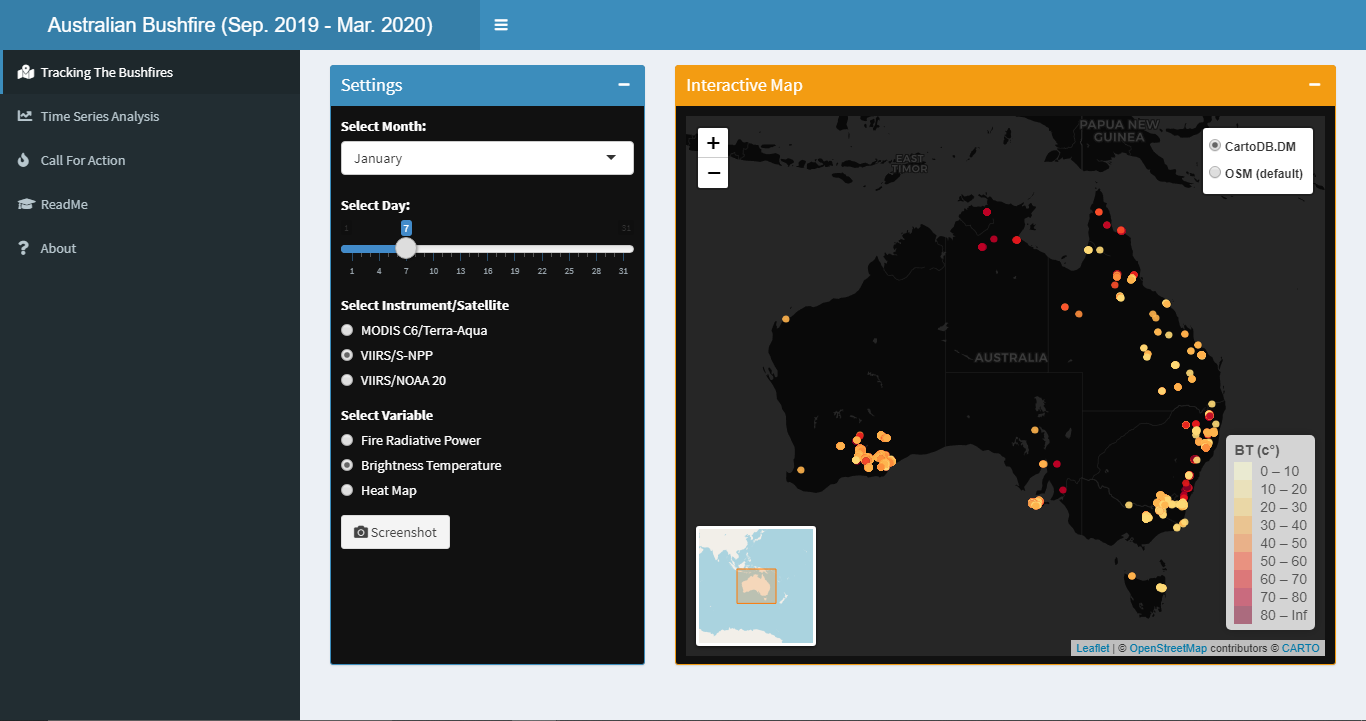 Australian Bushfire (Sep. 2019 - Mar. 2020)
Tracking The Bushfires
Time Series Analysis
Call For Action
ReadMe
About
Settings
Select Month:
January
Select Day:
1 7 31
1 4 7 10 13 16 19 22 25 28 31
Select Instrument/Satellite
MODIS C6/Terra-Aqua
VIIRS/S-NPP
VIIRS/NOAA 20
Select Variable
Fire Radiative Power
Brightness Temperature
Heat Map
Screenshot
Interactive Map
+
−
PAPUA NEW
GUINEA
EAST
TIMOR
AUSTRALIA
CartoDB.DM
OSM (default)
BT (c°)
0 – 10
10 – 20
20 – 30
30 – 40
40 – 50
50 – 60
60 – 70
70 – 80
80 – Inf
Leaflet | © OpenStreetMap contributors © CARTO